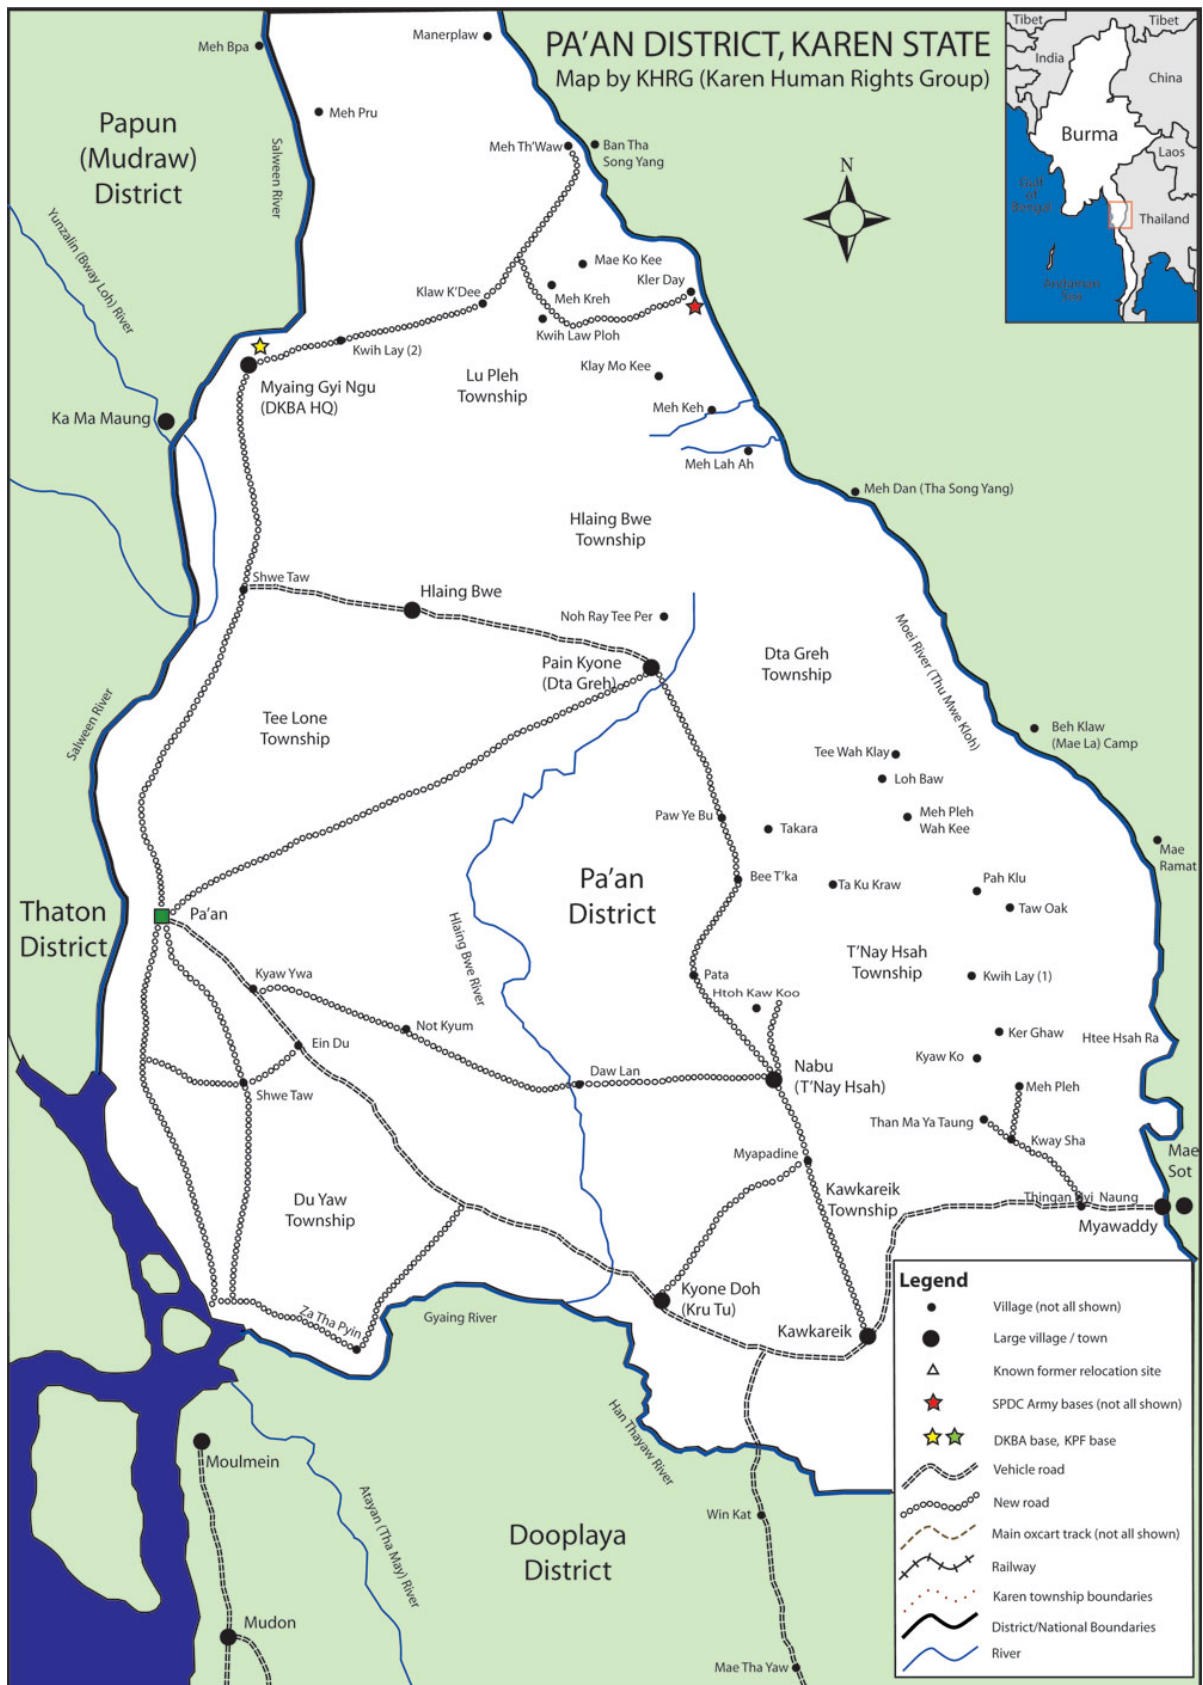 PA'AN DISTRICT, KAREN STATE
Map by KHRG (Karen Human Rights Group)
Tibet
Tibet
India
China
Burma
Laos
Gulf
of
Bengal
Thailand
Andaman
Sea
Meh Bpa
Manerplaw
Papun
(Mudraw)
District
Salween River
Meh Pru
Meh Th'Waw
Ban Tha
Song Yang
N
Yunzalin (Bway Loh) River
Mae Ko Kee
Klaw K'Dee
Meh Kreh
Kler Day
Kwih Law Ploh
Kwih Lay (2)
Myaing Gyi Ngu
(DKBA HQ)
Lu Pleh
Township
Klay Mo Kee
Ka Ma Maung
Meh Keh
Meh Lah Ah
Meh Dan (Tha Song Yang)
Hlaing Bwe
Township
Shwe Taw
Hlaing Bwe
Noh Ray Tee Per
Moei River (Thu Mwe Kloh)
Pain Kyone
(Dta Greh)
Dta Greh
Township
Tee Lone
Township
Salween River
Beh Klaw
(Mae La) Camp
Tee Wah Klay
Loh Baw
Paw Ye Bu
Takara
Meh Pleh
Wah Kee
Mae
Ramat
Pa'an
District
Bee T'ka
Ta Ku Kraw
Pah Klu
Taw Oak
Thaton
District
Pa'an
Hlaing Bwe River
T'Nay Hsah
Township
Kyaw Ywa
Pata
Kwih Lay (1)
Htoh Kaw Koo
Not Kyum
Ein Du
Ker Ghaw
Htee Hsah Ra
Kyaw Ko
Daw Lan
Nabu
(T'Nay Hsah)
Shwe Taw
Meh Pleh
Than Ma Ya Taung
Kway Sha
Myapadine
Mae
Sot
Du Yaw
Township
Kawkareik
Township
Thingan Nyi Naung
Myawaddy
Kyone Doh
(Kru Tu)
Za Tha Pyin
Gyaing River
Kawkareik
Han Thayaw River
Moulmein
Atayan (Tha May) River
Dooplaya
District
Win Kat
Mudon
Mae Tha Yaw
Legend
Village (not all shown)
Large village / town
Known former relocation site
SPDC Army bases (not all shown)
DKBA base, KPF base
Vehicle road
New road
Main oxcart track (not all shown)
Railway
Karen township boundaries
District/National Boundaries
River